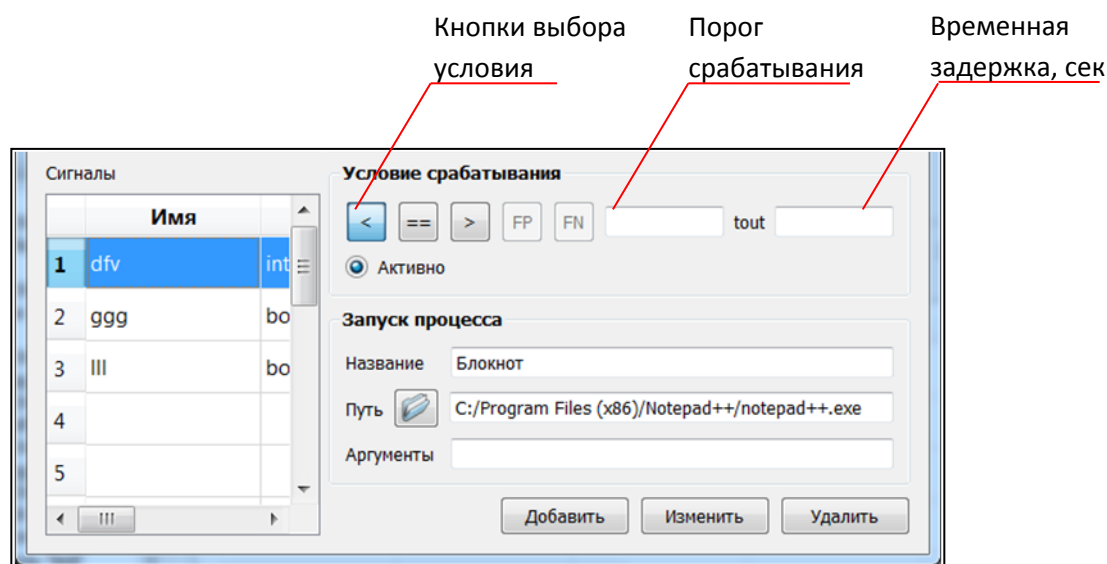 Кнопки выбора
условия
Порог
срабатывания
Временная
задержка, сек
Сигналы
Имя
1 dfv int
2 ggg bo
3 lll bo
4
5
Условие срабатывания
< == > FP FN tout
Активно
Запуск процесса
Название Блокнот
Путь C:/Program Files (x86)/Notepad++/notepad++.exe
Аргументы
Добавить Изменить Удалить